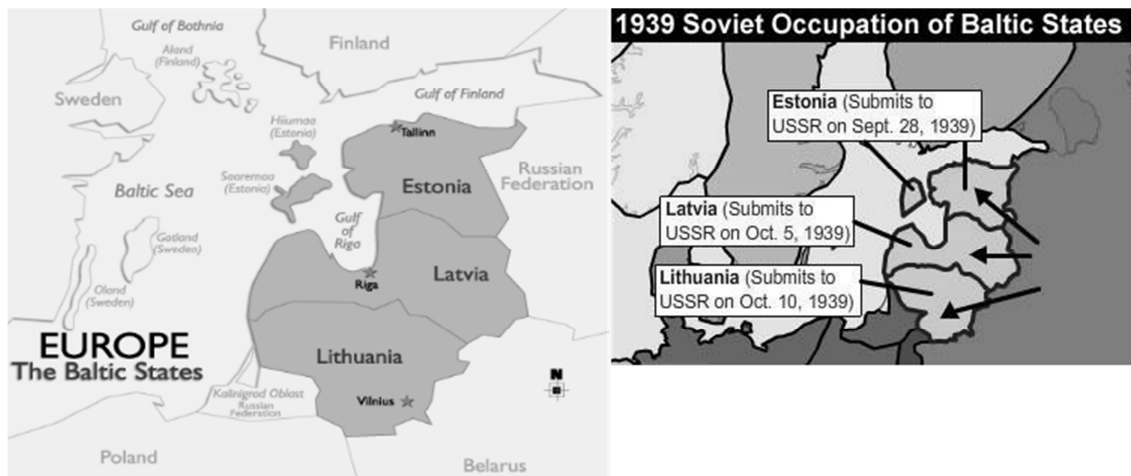 Gulf of Bothnia
Aland
(Finland)
Finland
Sweden
Gulf of Finland
Hiiumaa
(Estonia)
Tallinn
Russian
Federation
Saaremaa
(Estonia)
Baltic Sea
Estonia
Gulf
of
Riga
Gotland
(Sweden)
Latvia
Riga
Oland
(Sweden)
EUROPE
The Baltic States
Lithuania
N
Kalinigrad Oblast
Russian
Federation
Vilnius
Poland
Belarus
1939 Soviet Occupation of Baltic States
Estonia (Submits to
USSR on Sept. 28, 1939)
Latvia (Submits to
USSR on Oct. 5, 1939)
Lithuania (Submits to
USSR on Oct. 10, 1939)